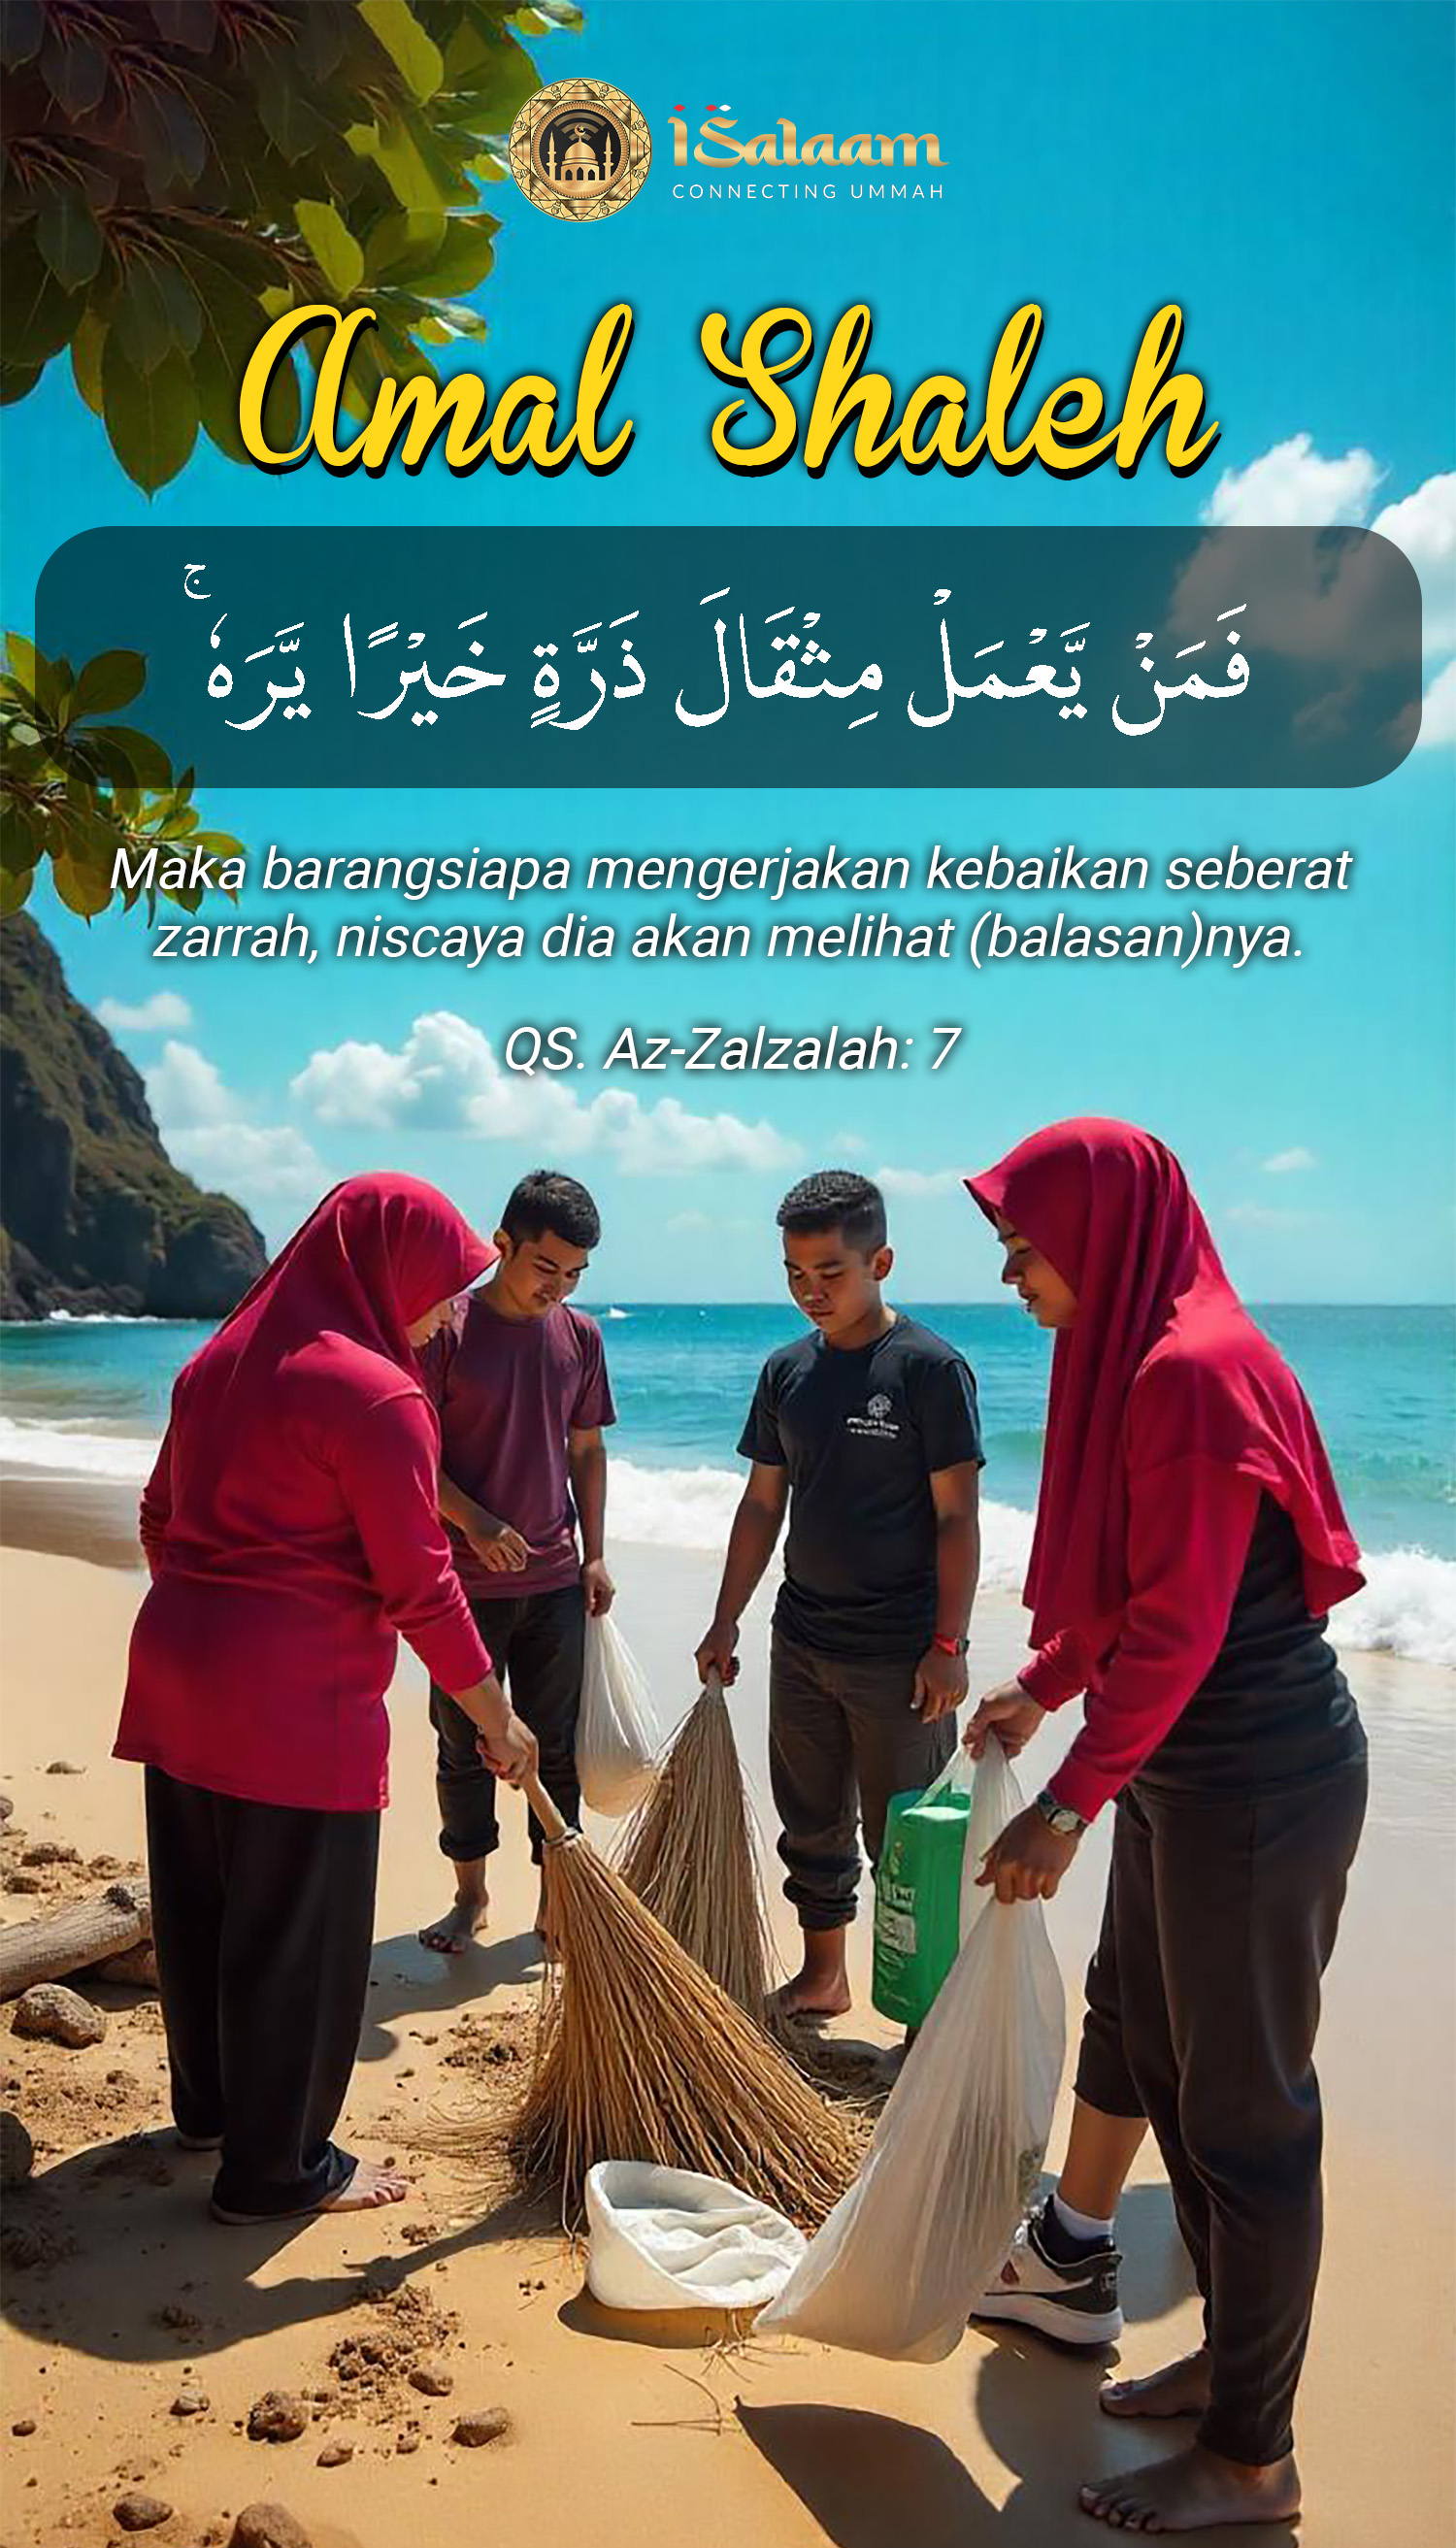 iSalaam
CONNECTING UMMAH
Amal Shaleh
فَمَنْ يَّعْمَلْ مِثْقَالَ ذَرَّةٍ خَيْرًا يَّرَهٗۚ
Maka barangsiapa mengerjakan kebaikan seberat
zarrah, niscaya dia akan melihat (balasan)nya.
QS. Az-Zalzalah: 7